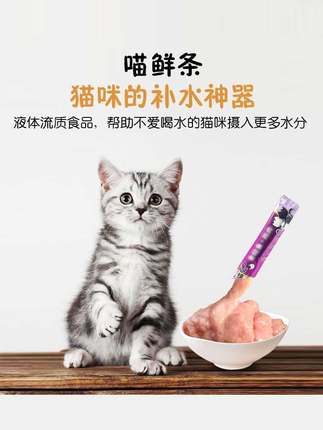 喵鲜条
猫咪的补水神器
液体流质食品，帮助不爱喝水的猫咪摄入更多水分